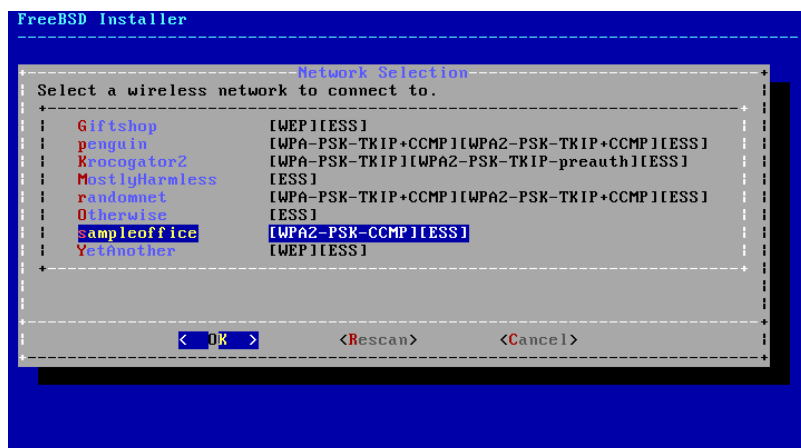 FreeBSD Installer
Network Selection
Select a wireless network to connect to.
Giftshop [WEP][ESS]
penguin [WPA-PSK-TKIP+CCMP][WPA2-PSK-TKIP+CCMP][ESS]
Krocogator2 [WPA-PSK-TKIP][WPA2-PSK-TKIP-preauth][ESS]
MostlyHarmless [ESS]
randomnet [WPA-PSK-TKIP+CCMP][WPA2-PSK-TKIP+CCMP][ESS]
Otherwise [ESS]
sampleoffice [WPA2-PSK-CCMP][ESS]
YetAnother [WEP][ESS]
< OK > <Rescan> <Cancel>